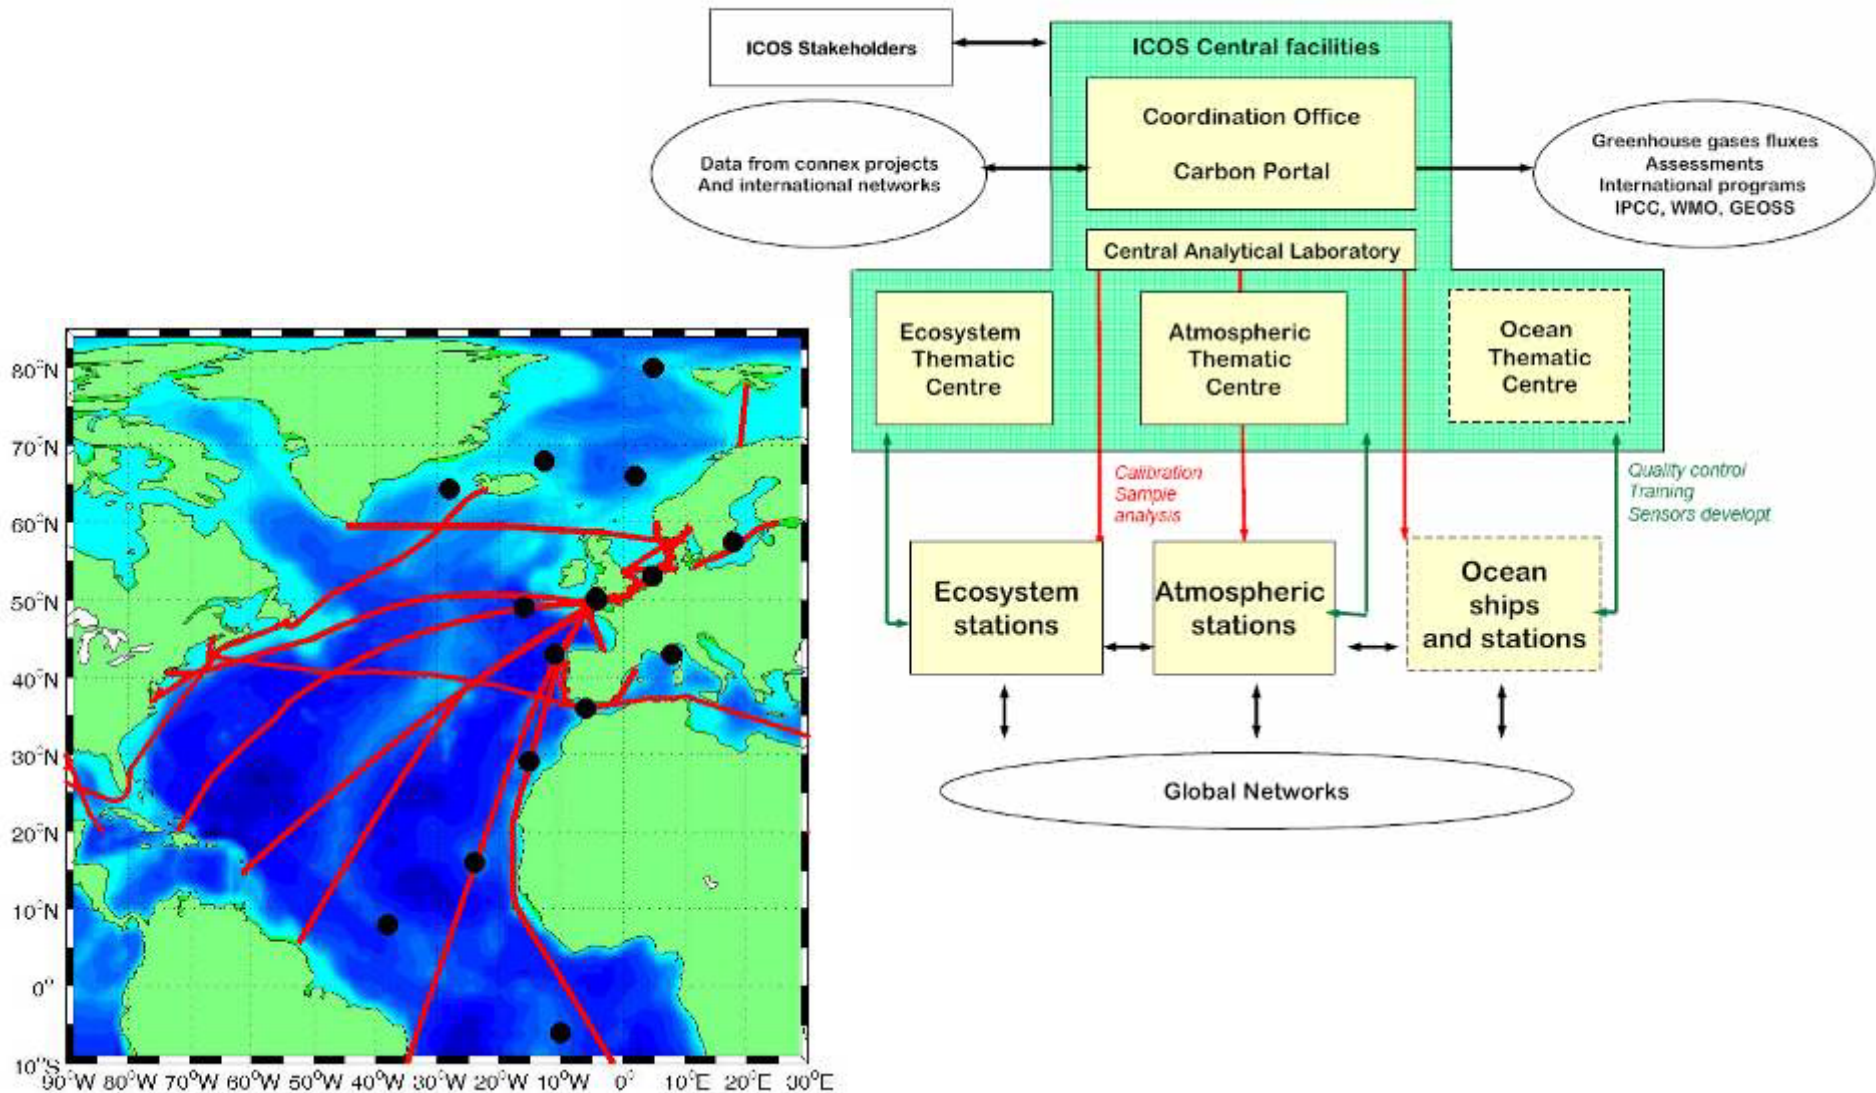 ICOS Stakeholders
ICOS Central facilities
Coordination Office
Carbon Portal
Data from connex projects
And international networks
Greenhouse gases fluxes
Assessments
International programs
IPCC, WMO, GEOSS
Central Analytical Laboratory
Ecosystem
Thematic
Centre
Atmospheric
Thematic
Centre
Ocean
Thematic
Centre
Calibration
Sample
analysis
Quality control
Training
Sensors developt
Ecosystem
stations
Atmospheric
stations
Ocean
ships
and stations
Global Networks
80°N
70°N
60°N
50°N
40°N
30°N
20°N
10°N
0°
10°S
90°W 80°W 70°W 60°W 50°W 40°W 30°W 20°W 10°W 0° 10°E 20°E 30°E